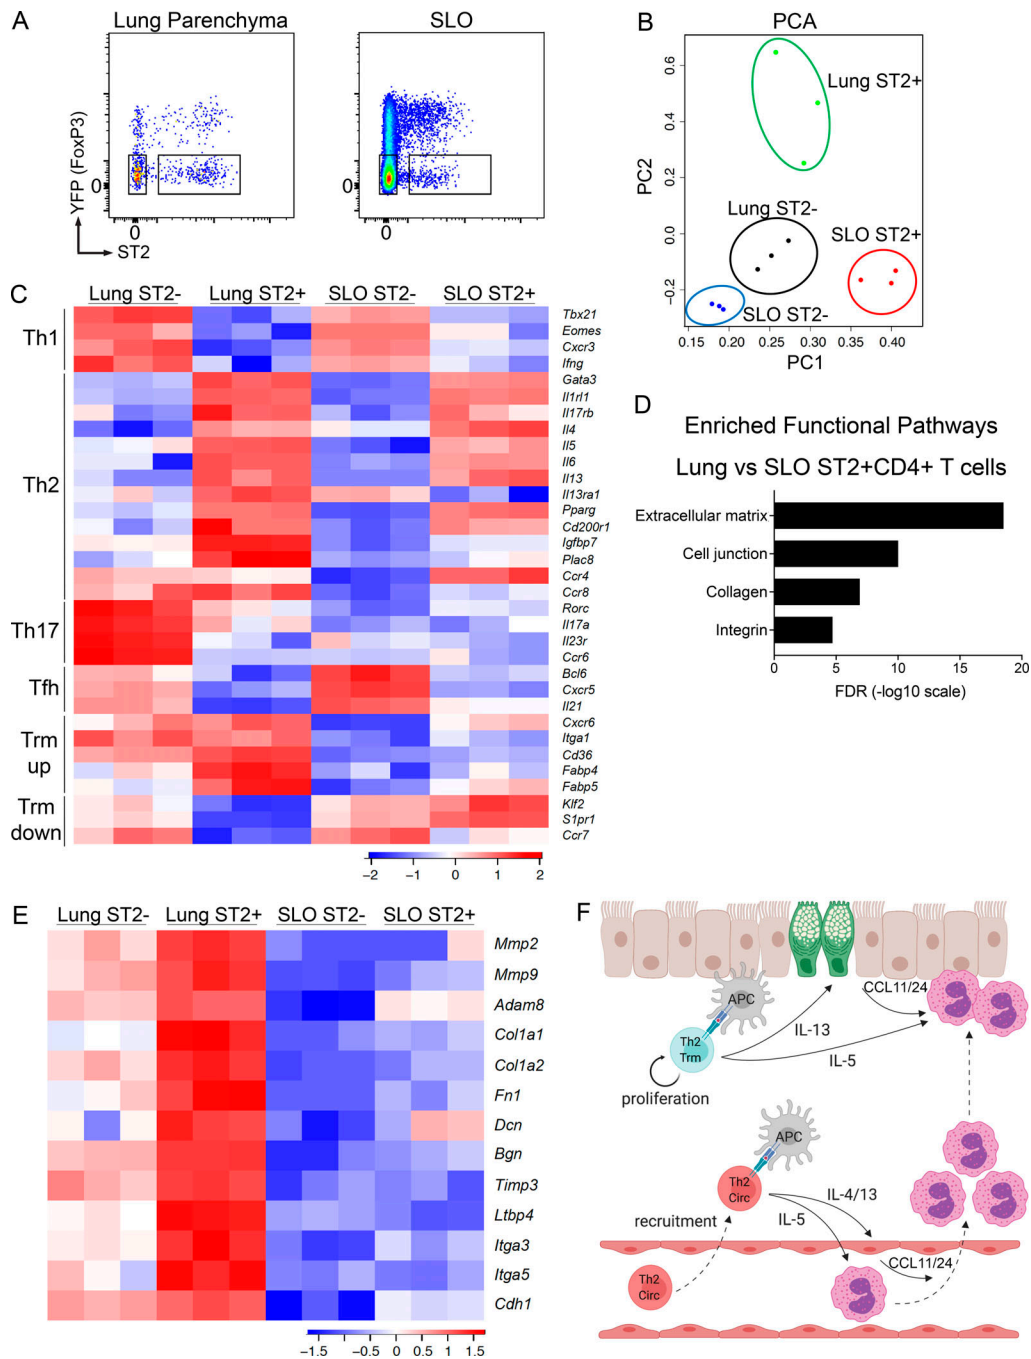 A
Lung Parenchyma
SLO
YFP (FoxP3)
0
0
0
0
ST2
B
PCA
PC2
0.6
0.4
0.2
0.0
−0.2
Lung ST2+
Lung ST2-
SLO ST2+
SLO ST2-
0.15
0.20
0.25
0.30
0.35
0.40
PC1
C
Lung ST2-
Lung ST2+
SLO ST2-
SLO ST2+
Th1
Th2
Th17
Tfh
Trm
up
Trm
down
Tbx21
Eomes
Cxcr3
Ifng
Gata3
Il1rl1
Il17rb
Il4
Il5
Il6
Il13
Il13ra1
Pparg
Cd200r1
Igfbp7
Plac8
Ccr4
Ccr8
Rorc
Il17a
Il23r
Ccr6
Bcl6
Cxcr5
Il21
Cxcr6
Itga1
Cd36
Fabp4
Fabp5
Klf2
S1pr1
Ccr7
−2
−1
0
1
2
D
Enriched Functional Pathways
Lung vs SLO ST2+CD4+ T cells
Extracellular matrix
Cell junction
Collagen
Integrin
0
5
10
15
20
FDR (-log10 scale)
E
Lung ST2-
Lung ST2+
SLO ST2-
SLO ST2+
Mmp2
Mmp9
Adam8
Col1a1
Col1a2
Fn1
Dcn
Bgn
Timp3
Ltbp4
Itga3
Itga5
Cdh1
−1.5
−0.5
0
0.5
1
1.5
F
APC
Th2
Trm
CCL11/24
IL-13
IL-5
proliferation
APC
Th2
Circ
IL-4/13
IL-5
recruitment
CCL11/24
Th2
Circ